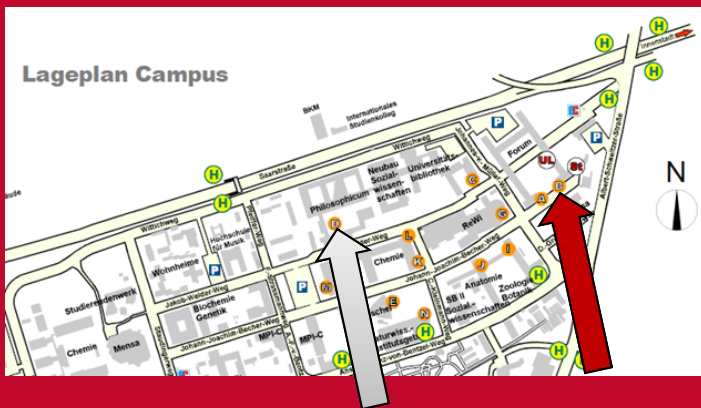 Lageplan Campus
H
Innenstadt
H
H
H
BKM
Internationales
Studienkolleg
P
P
Wittichweg
Saarstraße
H
H
Forum
UL
St
Universitäts-
bibliothek
Neubau
Sozial-
wissen-
schaften
Philosophicum
C
A
B
G
ReWi
N
Wittichweg
Hochschule
für Musik
Wohnheime
P
L
K
Chemie
M
P
Jakob-Welder-Weg
Johann-Joachim-Becher-Weg
I
J
Anatomie
Zoologie
Botanik
H
SB II
Sozial-
wissenschaften
Studierendenwerk
Biochemie
Genetik
E
N
H
Chemie
Mensa
Johann-Joachim-Becher-Weg
MPI-C
MPI-C
H
H
H
Albert-Schweitzer-Straße